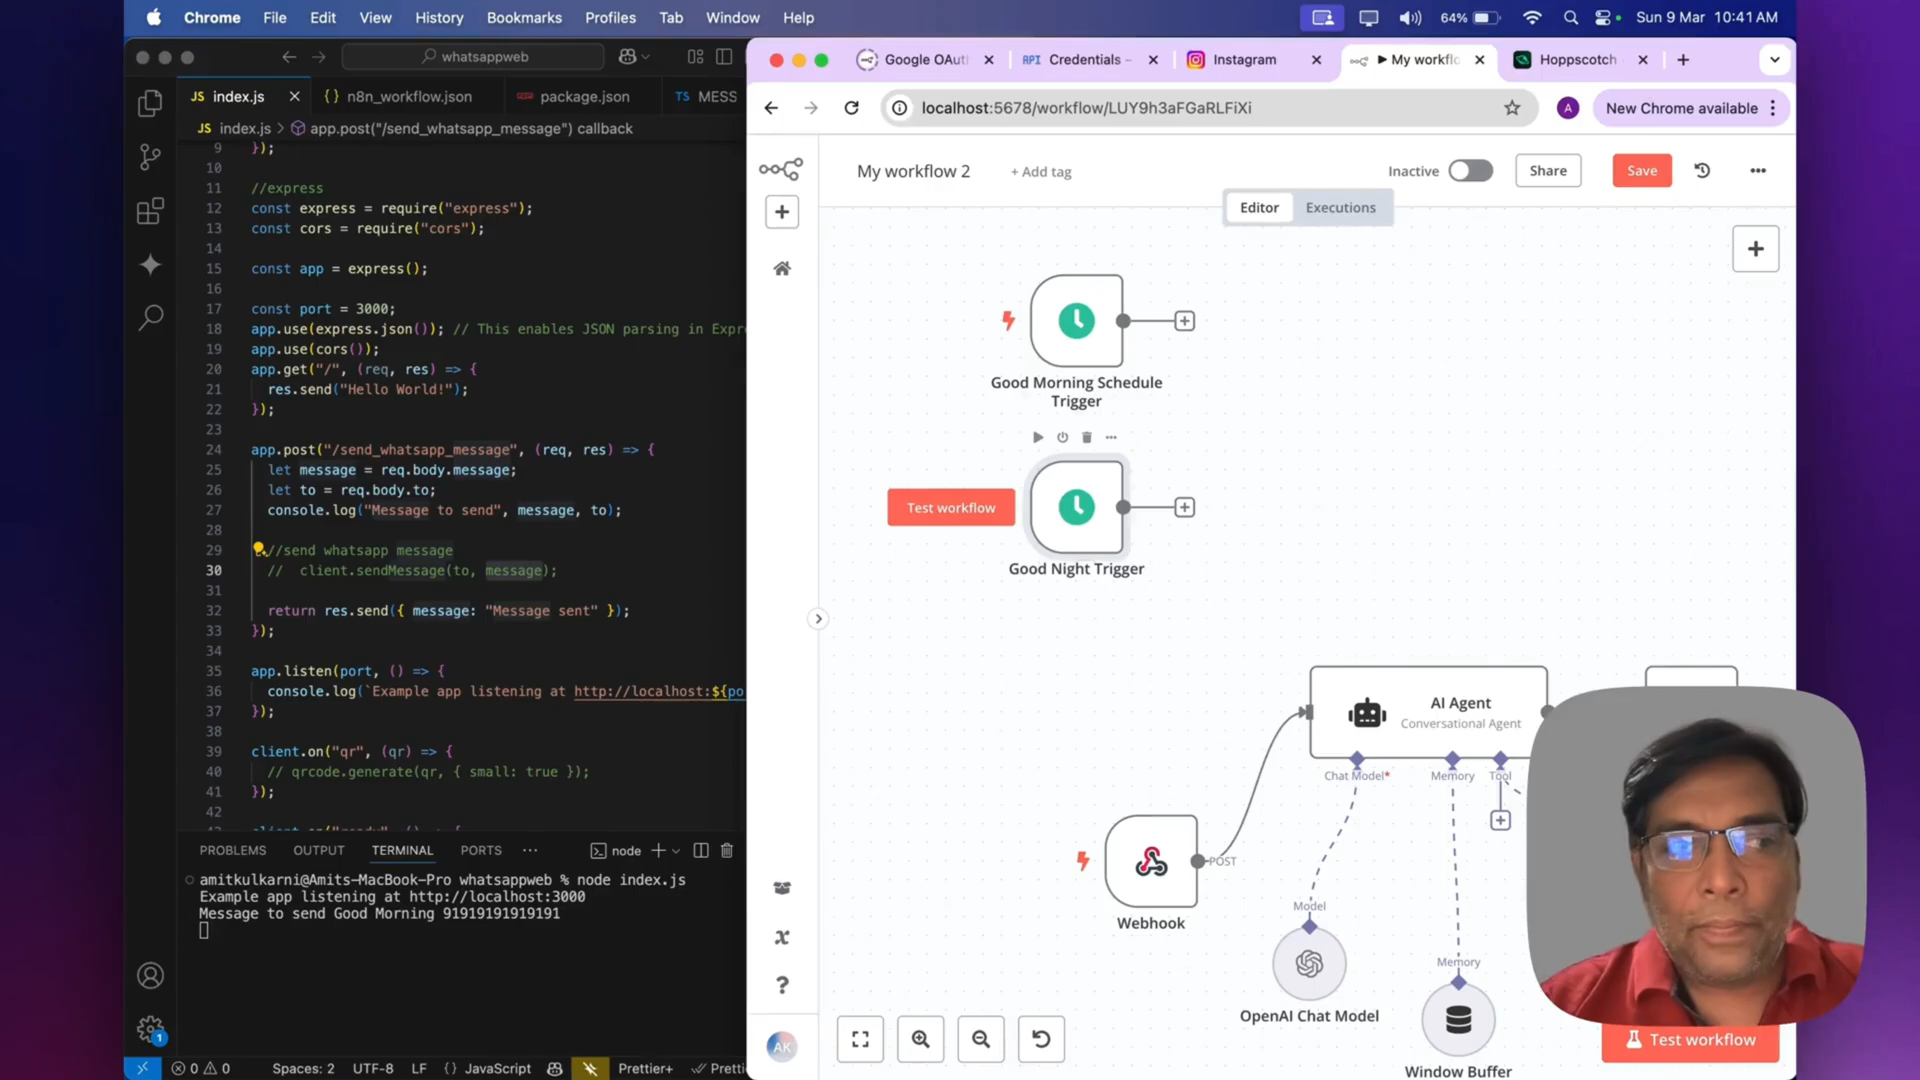 Chrome File Edit View History Bookmarks Profiles Tab Window Help
64% Sun 9 Mar 10:41 AM
whatsappweb
JS index.js
{} n8n_workflow.json
package.json
TS MESS
JS index.js > app.post("/send_whatsapp_message") callback
9 });
10
11 //express
12 const express = require("express");
13 const cors = require("cors");
14
15 const app = express();
16
17 const port = 3000;
18 app.use(express.json()); // This enables JSON parsing in Expre
19 app.use(cors());
20 app.get("/", (req, res) => {
21 res.send("Hello World!");
22 });
23
24 app.post("/send_whatsapp_message", (req, res) => {
25 let message = req.body.message;
26 let to = req.body.to;
27 console.log("Message to send", message, to);
28
29 //send whatsapp message
30 // client.sendMessage(to, message);
31
32 return res.send({ message: "Message sent" });
33 });
34
35 app.listen(port, () => {
36 console.log(`Example app listening at http://localhost:${po
37 });
38
39 client.on("qr", (qr) => {
40 // qrcode.generate(qr, { small: true });
41 });
42
PROBLEMS OUTPUT TERMINAL PORTS
node
amitkulkarni@Amits-MacBook-Pro whatsappweb % node index.js
Example app listening at http://localhost:3000
Message to send Good Morning 91919191919191
1
0 0 Spaces: 2 UTF-8 LF {} JavaScript Prettier+ Pretti
Google OAut
API Credentials –
Instagram
My workflo
Hoppscotch
localhost:5678/workflow/LUY9h3aFGaRLFiXi
A
New Chrome available
My workflow 2
+ Add tag
Inactive
Share
Save
Editor
Executions
Good Morning Schedule
Trigger
Test workflow
Good Night Trigger
AI Agent
Conversational Agent
Chat Model*
Memory
Tool
POST
Webhook
Model
OpenAI Chat Model
Memory
Window Buffer
AK
Test workflow